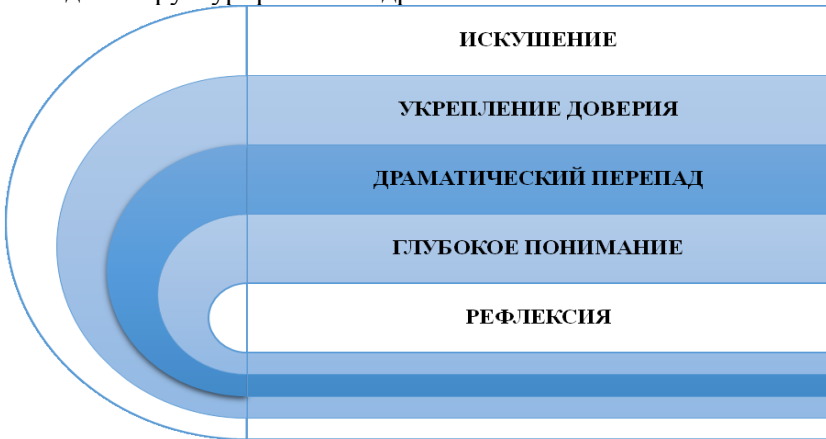 ИСКУШЕНИЕ
УКРЕПЛЕНИЕ ДОВЕРИЯ
ДРАМАТИЧЕСКИЙ ПЕРЕПАД
ГЛУБОКОЕ ПОНИМАНИЕ
РЕФЛЕКСИЯ